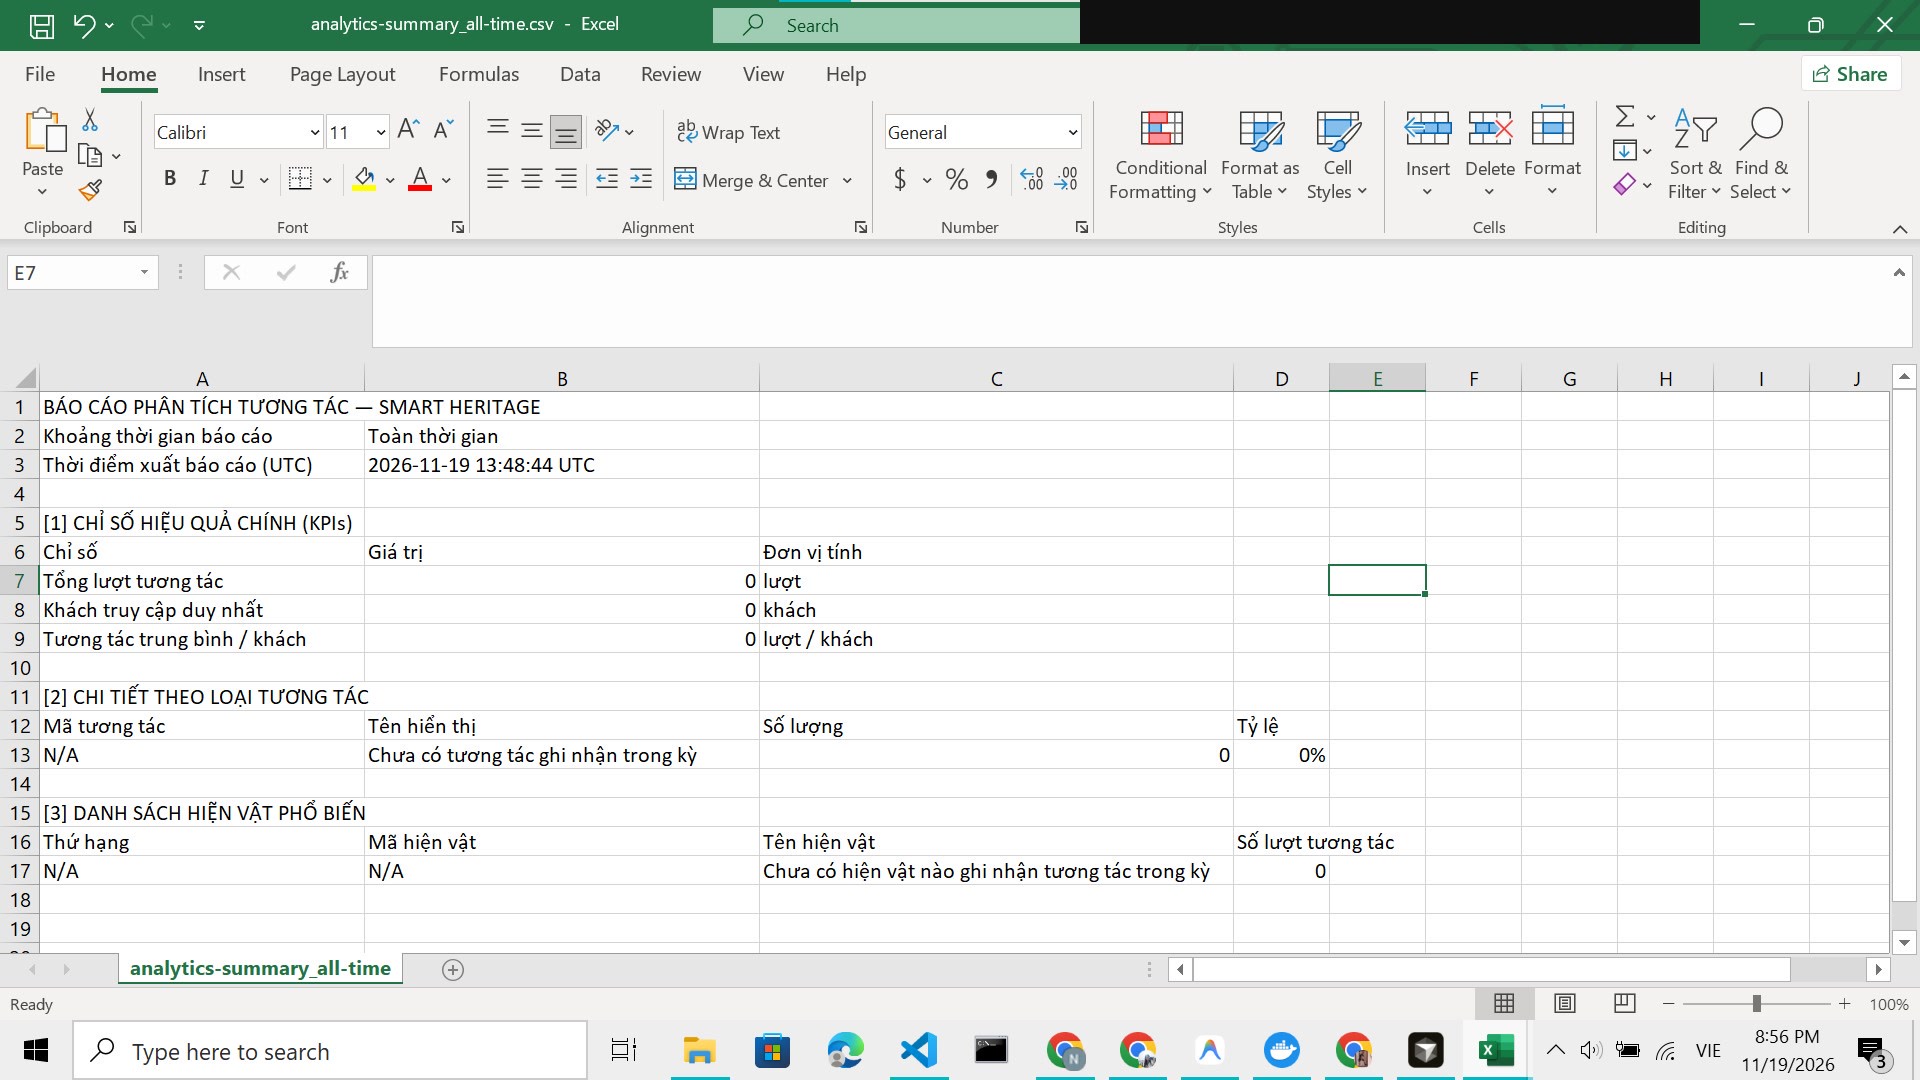 analytics-summary_all-time.csv - Excel
Search
File Home Insert Page Layout Formulas Data Review View Help Share
Paste
Clipboard
Calibri 11
B I U
Font
Wrap Text
Merge & Center
Alignment
General
$ % ,
Number
Conditional Formatting
Format as Table
Cell Styles
Styles
Insert Delete Format
Cells
Sort & Filter
Find & Select
Editing
E7 fx
A B C D E F G H I J
1 BÁO CÁO PHÂN TÍCH TƯƠNG TÁC — SMART HERITAGE
2 Khoảng thời gian báo cáo Toàn thời gian
3 Thời điểm xuất báo cáo (UTC) 2026-11-19 13:48:44 UTC
4
5 [1] CHỈ SỐ HIỆU QUẢ CHÍNH (KPIs)
6 Chỉ số Giá trị Đơn vị tính
7 Tổng lượt tương tác 0 lượt
8 Khách truy cập duy nhất 0 khách
9 Tương tác trung bình / khách 0 lượt / khách
10
11 [2] CHI TIẾT THEO LOẠI TƯƠNG TÁC
12 Mã tương tác Tên hiển thị Số lượng Tỷ lệ
13 N/A Chưa có tương tác ghi nhận trong kỳ 0 0%
14
15 [3] DANH SÁCH HIỆN VẬT PHỔ BIẾN
16 Thứ hạng Mã hiện vật Tên hiện vật Số lượt tương tác
17 N/A N/A Chưa có hiện vật nào ghi nhận tương tác trong kỳ 0
18
19
analytics-summary_all-time
Ready 100%
Type here to search
VIE
8:56 PM
11/19/2026
3